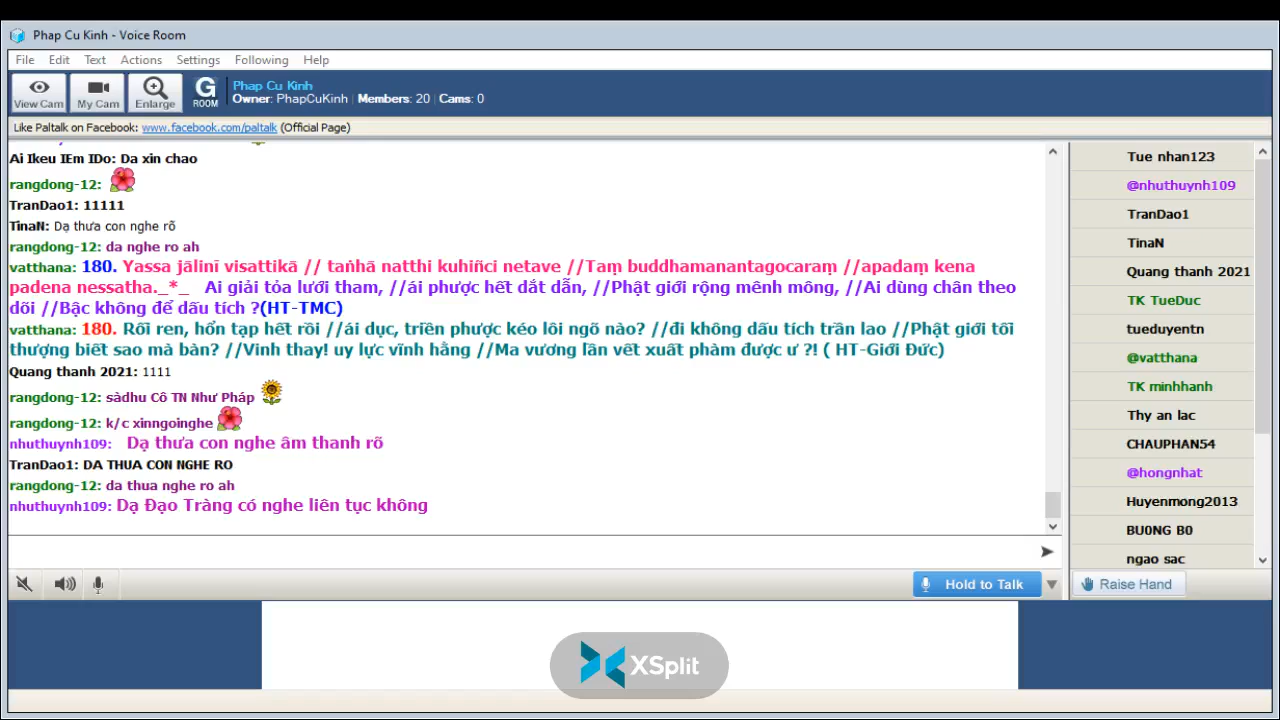 Phap Cu Kinh - Voice Room
File Edit Text Actions Settings Following Help
View Cam My Cam Enlarge G ROOM
Phap Cu Kinh
Owner: PhapCuKinh | Members: 20 | Cams: 0
Like Paltalk on Facebook: www.facebook.com/paltalk (Official Page)
Ai Ikeu IEm IDo: Da xin chao
rangdong-12:
TranDao1: 11111
TinaN: Dạ thưa con nghe rõ
rangdong-12: da nghe ro ah
vatthana: 180. Yassa jālinī visattikā // taṅhā natthi kuhiñci netave //Taṃ buddhamanantagocaraṃ //apadaṃ kena
padena nessatha._*_ Ai giải tỏa lưới tham, //ái phược hết dắt dẫn, //Phật giới rộng mênh mông, //Ai dùng chân theo
dõi //Bậc không để dấu tích ?(HT-TMC)
vatthana: 180. Rối ren, hổn tạp hết rồi //ái dục, triền phược kéo lôi ngõ nào? //đi không dấu tích trần lao //Phật giới tối
thượng biết sao mà bàn? //Vinh thay! uy lực vĩnh hằng //Ma vương lần vết xuất phàm được ư ?! ( HT-Giới Đức)
Quang thanh 2021: 1111
rangdong-12: sàdhu Cô TN Như Pháp
rangdong-12: k/c xinngoinghe
nhuthuynh109: Dạ thưa con nghe âm thanh rõ
TranDao1: DA THUA CON NGHE RO
rangdong-12: da thua nghe ro ah
nhuthuynh109: Dạ Đạo Tràng có nghe liên tục không
Hold to Talk
Tue nhan123
@nhuthuynh109
TranDao1
TinaN
Quang thanh 2021
TK TueDuc
tueduyentn
@vatthana
TK minhhanh
Thy an lac
CHAUPHAN54
@hongnhat
Huyenmong2013
BU0NG B0
ngao sac
Raise Hand
XSplit